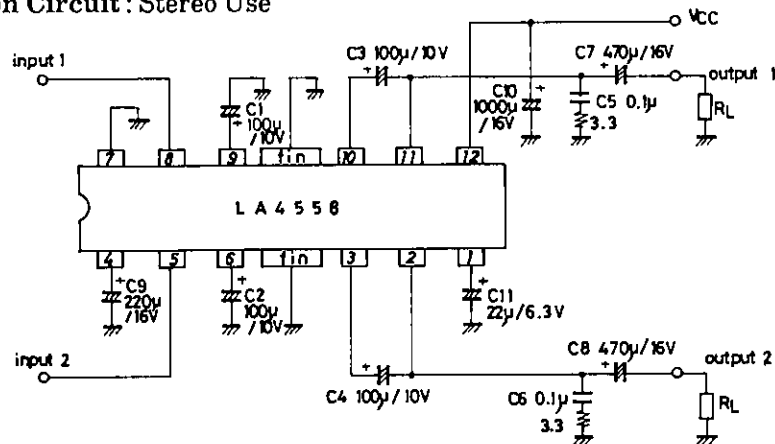 on Circuit : Stereo Use
VCC
C3 100µ/10V
C7 470µ/16V
input 1
output 1
C1
100µ
/10V
C10
1000µ
/16V
C5 0.1µ
3.3
RL
7
8
9
fin
10
11
12
LA4558
4
5
6
fin
3
2
1
C9
220µ
/16V
C2
100µ
/10V
C11
22µ/6.3V
input 2
C8 470µ/16V
output 2
C4 100µ/10V
C6 0.1µ
3.3
RL